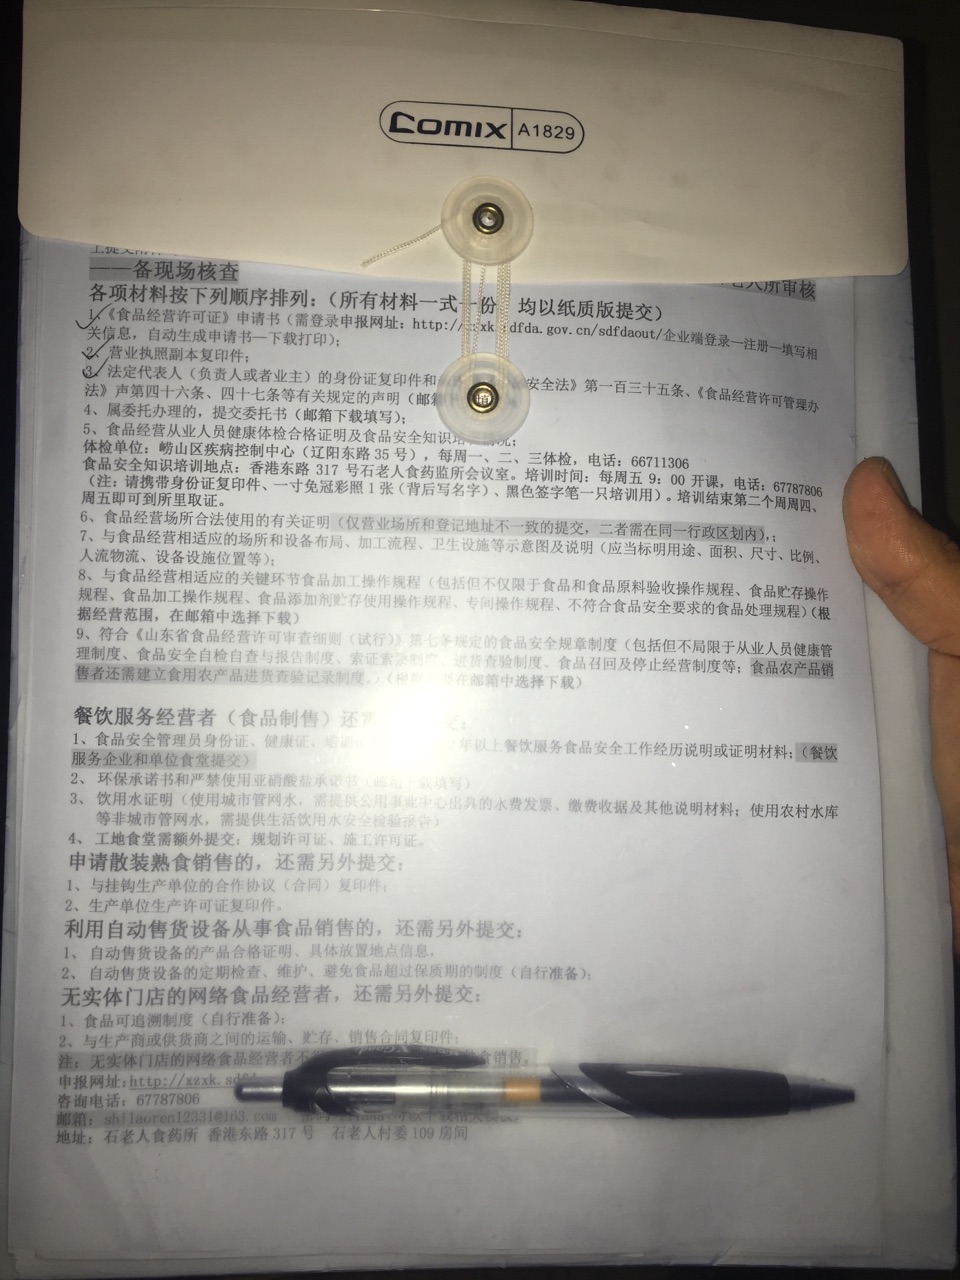 Comix A1829
——备现场核查
人所审核
各项材料按下列顺序排列：（所有材料一式一份 均以纸质版提交）
1、《食品经营许可证》申请书（需登录申报网址：http:// dfda.gov.cn/sdfdaout/企业端登录—注册—填写相
关信息，自动生成申请书—下载打印）；
2、营业执照副本复印件；
3、法定代表人（负责人或者业主）的身份证复印件和 安全法》第一百三十五条、《食品经营许可管理办
法》声第四十六条、四十七条等有关规定的声明（邮箱
4、属委托办理的，提交委托书（邮箱下载填写）；
5、食品经营从业人员健康体检合格证明及食品安全知识培 ；
体检单位：崂山区疾病控制中心（辽阳东路 35 号），每周一、二、三体检，电话：66711306
食品安全知识培训地点：香港东路 317 号石老人食药监所会议室。培训时间：每周五 9：00 开课，电话：67787806
（注：请携带身份证复印件、一寸免冠彩照 1 张（背后写名字）、黑色签字笔一只培训用）。培训结束第二个周周四、
周五即可到所里取证。
6、食品经营场所合法使用的有关证明（仅营业场所和登记地址不一致的提交，二者需在同一行政区划内），；
7、与食品经营相适应的场所和设备布局、加工流程、卫生设施等示意图及说明（应当标明用途、面积、尺寸、比例、
人流物流、设备设施位置等）；
8、与食品经营相适应的关键环节食品加工操作规程（包括但不仅限于食品和食品原料验收操作规程、食品贮存操作
规程、食品加工操作规程、食品添加剂贮存使用操作规程、专间操作规程、不符合食品安全要求的食品处理规程）（根
据经营范围，在邮箱中选择下载）
9、符合《山东省食品经营许可审查细则（试行）》第七条规定的食品安全规章制度（包括但不局限于从业人员健康管
理制度、食品安全自检自查与报告制度、索证索票制度、进货查验制度、食品召回及停止经营制度等；食品农产品销
售者还需建立食用农产品进货查验记录制度。）（根 要在邮箱中选择下载）
餐饮服务经营者（食品制售）还 交：
1、食品安全管理员身份证、健康证、培训 年以上餐饮服务食品安全工作经历说明或证明材料；（餐饮
服务企业和单位食堂提交）
2、环保承诺书和严禁使用亚硝酸盐承诺书（邮箱下载填写）
3、饮用水证明（使用城市管网水，需提供公用事业中心出具的水费发票、缴费收据及其他说明材料；使用农村水库
等非城市管网水，需提供生活饮用水安全检验报告）
4、工地食堂需额外提交：规划许可证、施工许可证。
申请散装熟食销售的，还需另外提交：
1、与挂钩生产单位的合作协议（合同）复印件；
2、生产单位生产许可证复印件。
利用自动售货设备从事食品销售的，还需另外提交：
1、自动售货设备的产品合格证明、具体放置地点信息，
2、自动售货设备的定期检查、维护、避免食品超过保质期的制度（自行准备）；
无实体门店的网络食品经营者，还需另外提交：
1、食品可追溯制度（自行准备）；
2、与生产商或供货商之间的运输、贮存、销售合同复印件；
注：无实体门店的网络食品经营者不 食销售。
申报网址：http://xzxk.sdf
咨询电话：67787806
邮箱：shilaoren12331@163.com
地址：石老人食药所 香港东路 317 号 石老人村委 109 房间